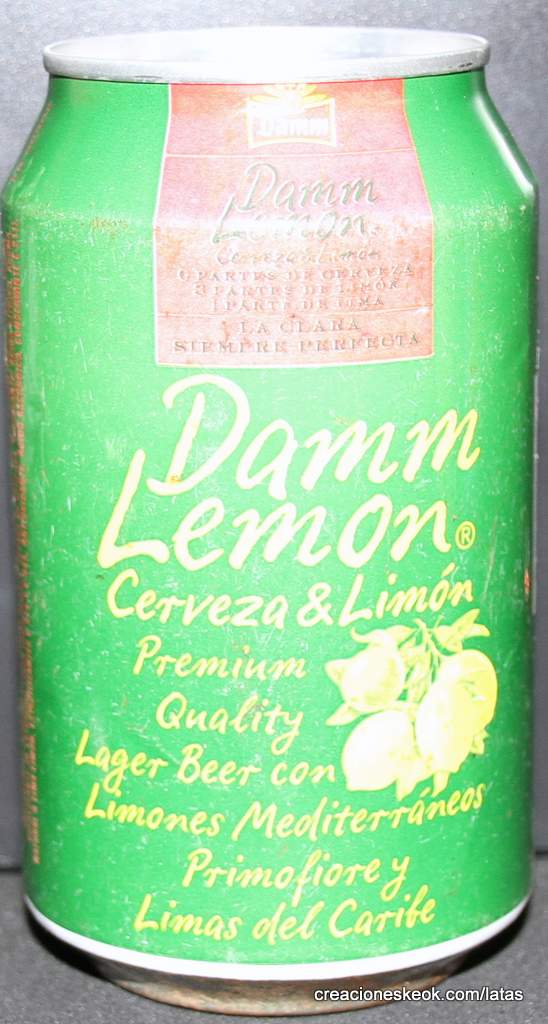 Damm
Damm
Lemon
Cerveza & Limón
6 PARTES DE CERVEZA
3 PARTES DE LIMÓN
1 PARTE DE LIMA
LA CLARA
SIEMPRE PERFECTA
Damm
Lemon®
Cerveza & Limón
Premium
Quality
Lager Beer con
Limones Mediterráneos
Primofiore y
Limas del Caribe
creacioneskeok.com/latas